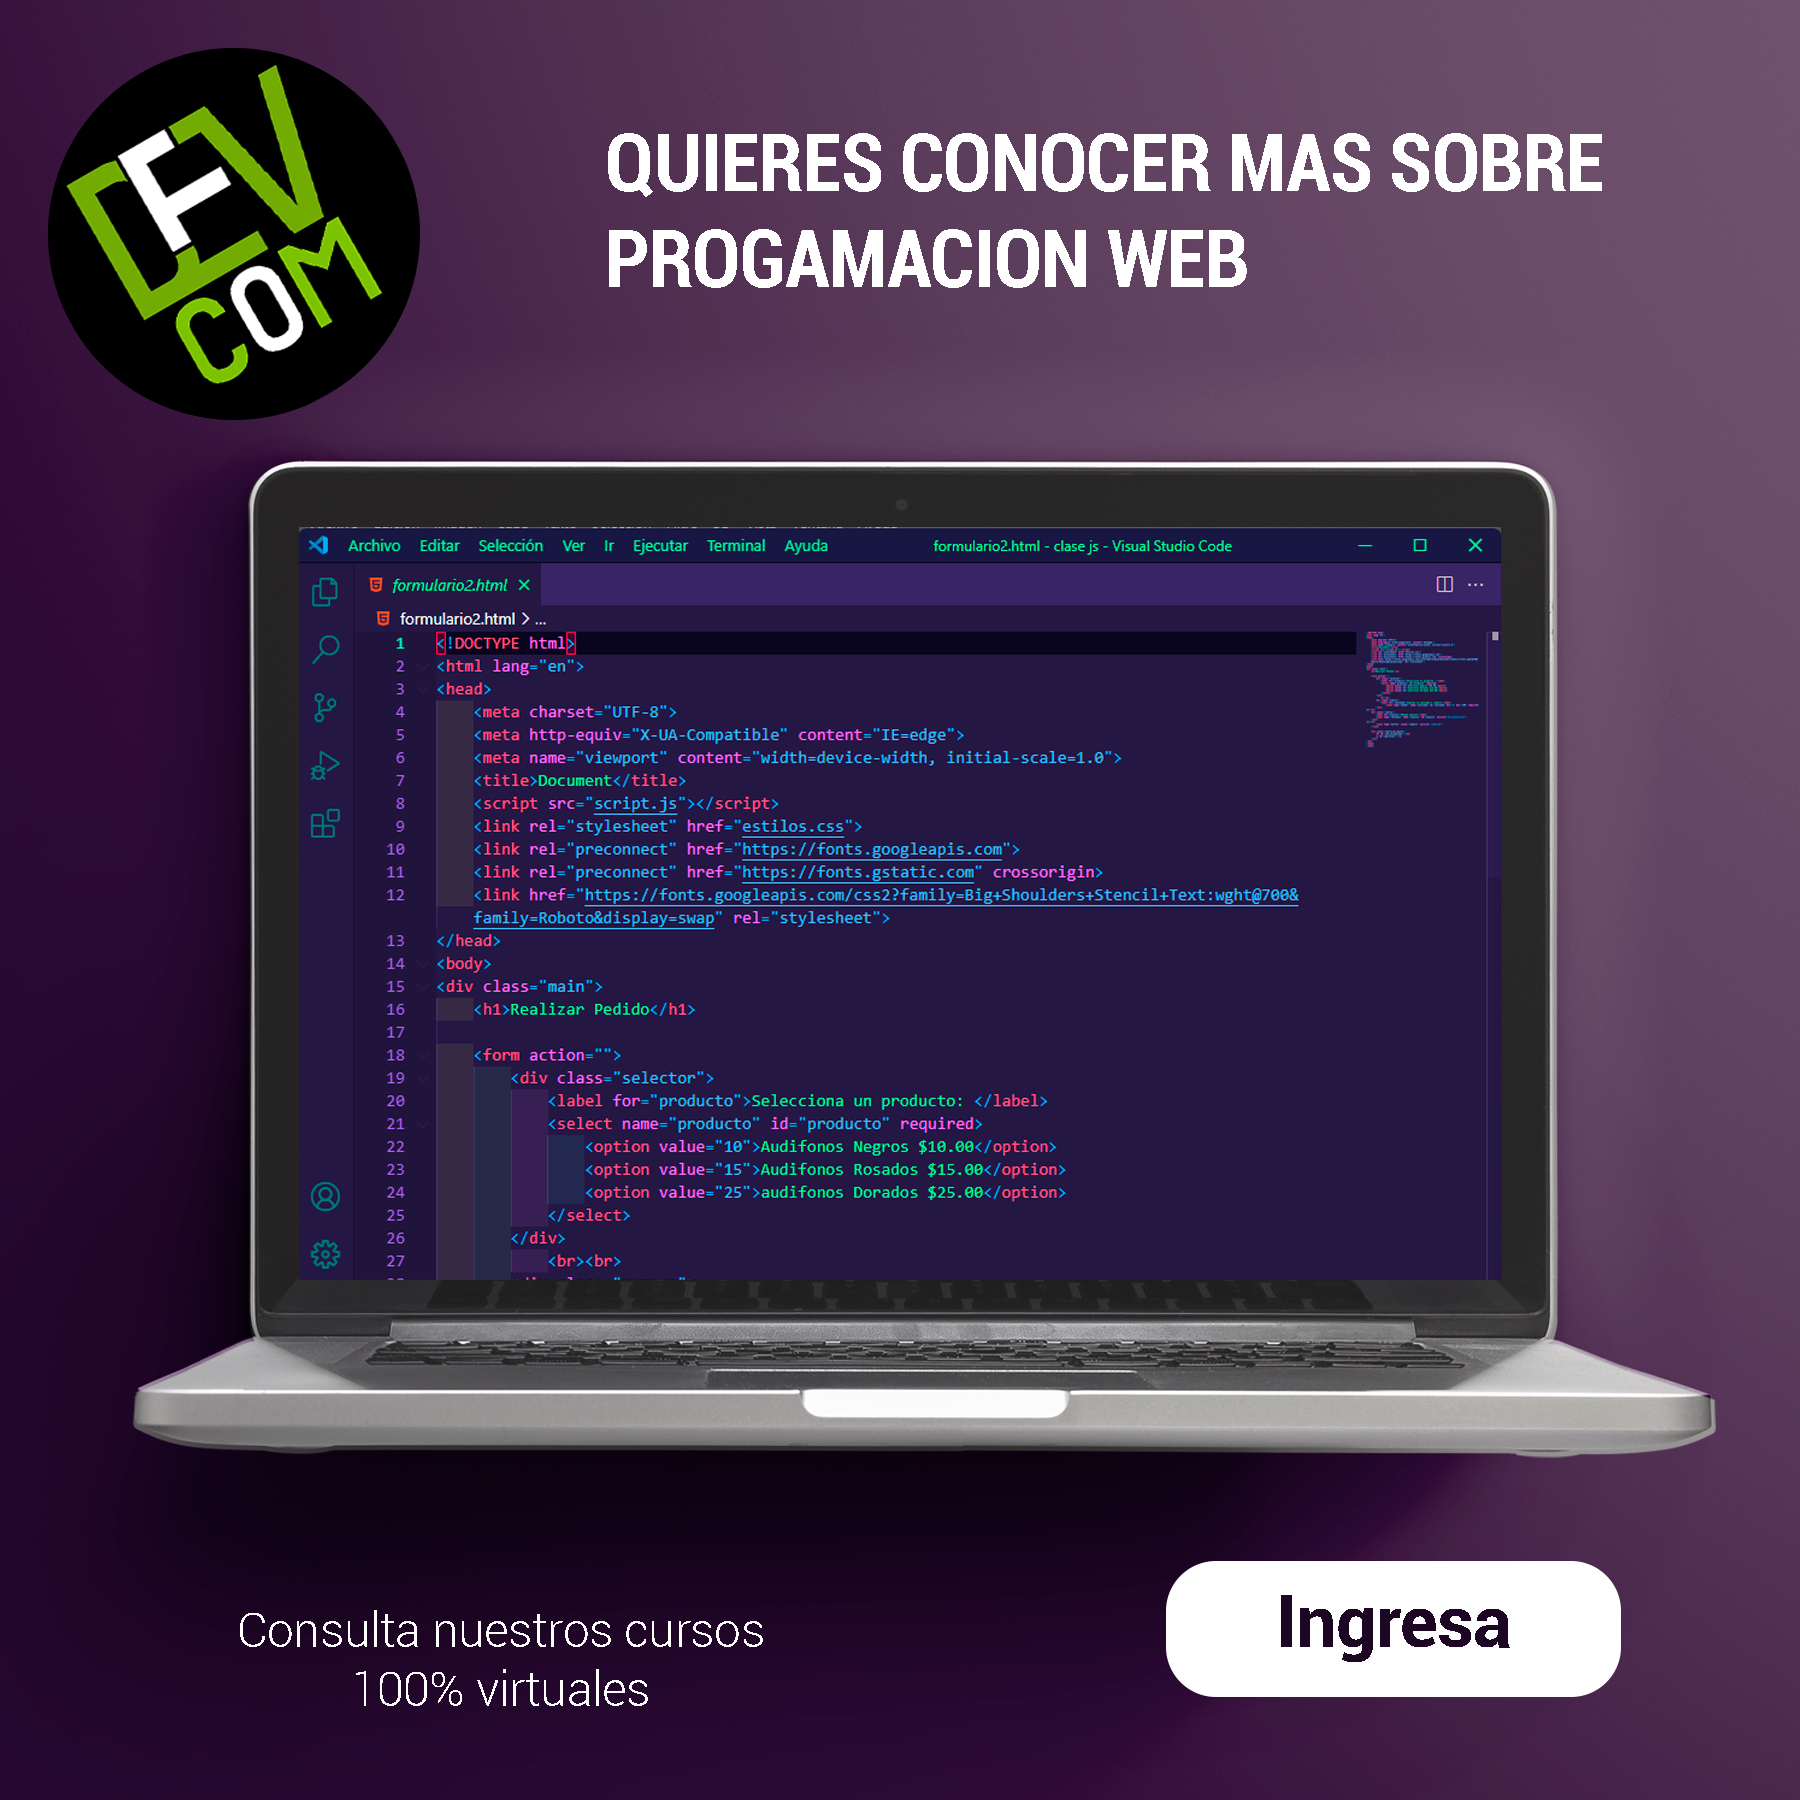 DEV
COM
QUIERES CONOCER MAS SOBRE
PROGAMACION WEB
Archivo Editar Selección Ver Ir Ejecutar Terminal Ayuda formulario2.html - clase js - Visual Studio Code
formulario2.html
formulario2.html > ...
1 <!DOCTYPE html>
2 <html lang="en">
3 <head>
4 <meta charset="UTF-8">
5 <meta http-equiv="X-UA-Compatible" content="IE=edge">
6 <meta name="viewport" content="width=device-width, initial-scale=1.0">
7 <title>Document</title>
8 <script src="script.js"></script>
9 <link rel="stylesheet" href="estilos.css">
10 <link rel="preconnect" href="https://fonts.googleapis.com">
11 <link rel="preconnect" href="https://fonts.gstatic.com" crossorigin>
12 <link href="https://fonts.googleapis.com/css2?family=Big+Shoulders+Stencil+Text:wght@700&
family=Roboto&display=swap" rel="stylesheet">
13 </head>
14 <body>
15 <div class="main">
16 <h1>Realizar Pedido</h1>
17
18 <form action="">
19 <div class="selector">
20 <label for="producto">Selecciona un producto: </label>
21 <select name="producto" id="producto" required>
22 <option value="10">Audifonos Negros $10.00</option>
23 <option value="15">Audifonos Rosados $15.00</option>
24 <option value="25">audifonos Dorados $25.00</option>
25 </select>
26 </div>
27 <br><br>
Consulta nuestros cursos
100% virtuales
Ingresa